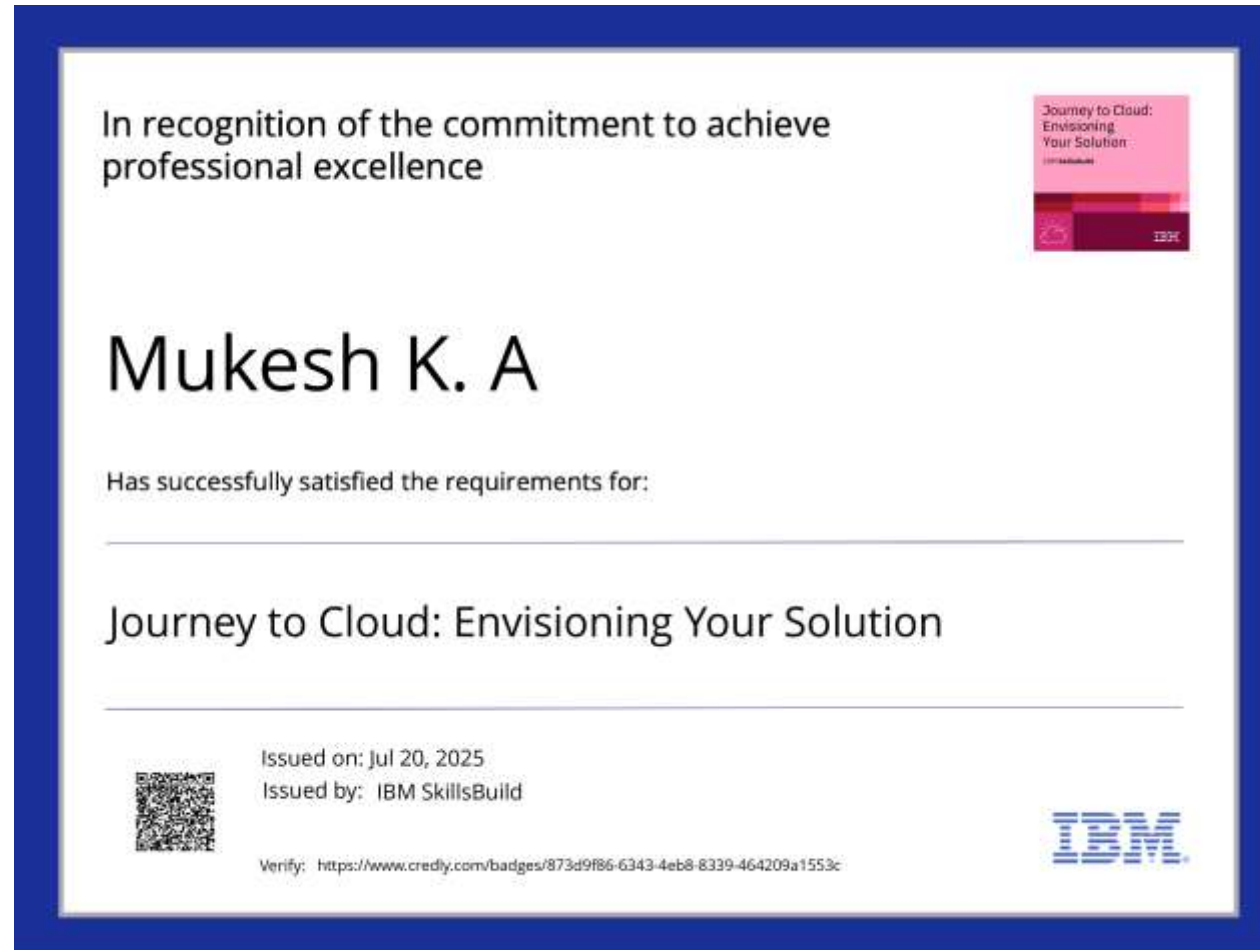 In recognition of the commitment to achieve
professional excellence
Journey to Cloud:
Envisioning
Your Solution
IBM SkillsBuild
IBM
Mukesh K. A
Has successfully satisfied the requirements for:
Journey to Cloud: Envisioning Your Solution
Issued on: Jul 20, 2025
Issued by: IBM SkillsBuild
Verify: https://www.credly.com/badges/873d9f86-6343-4eb8-8339-464209a1553c
IBM